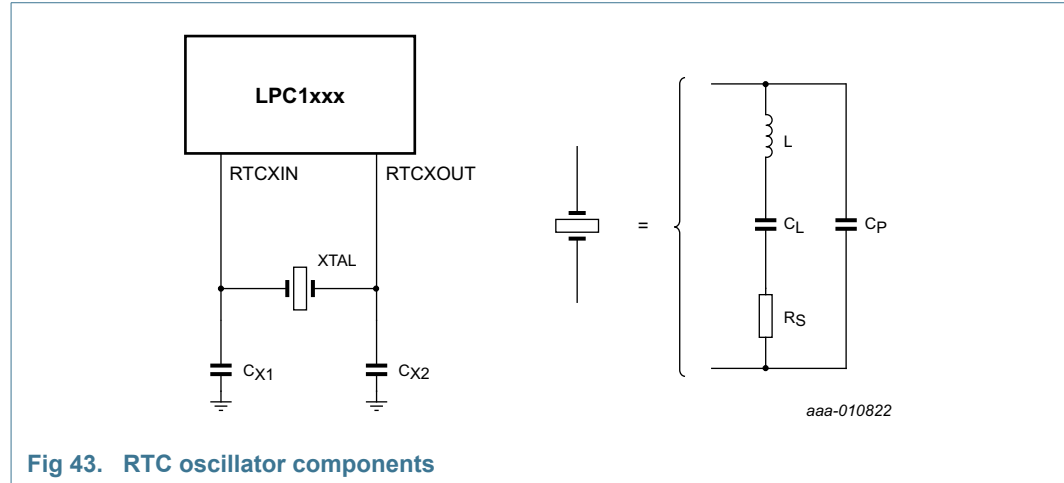 LPC1xxx
RTCXIN
RTCXOUT
XTAL
CX1
CX2
=
L
CL
CP
RS
aaa-010822
Fig 43. RTC oscillator components